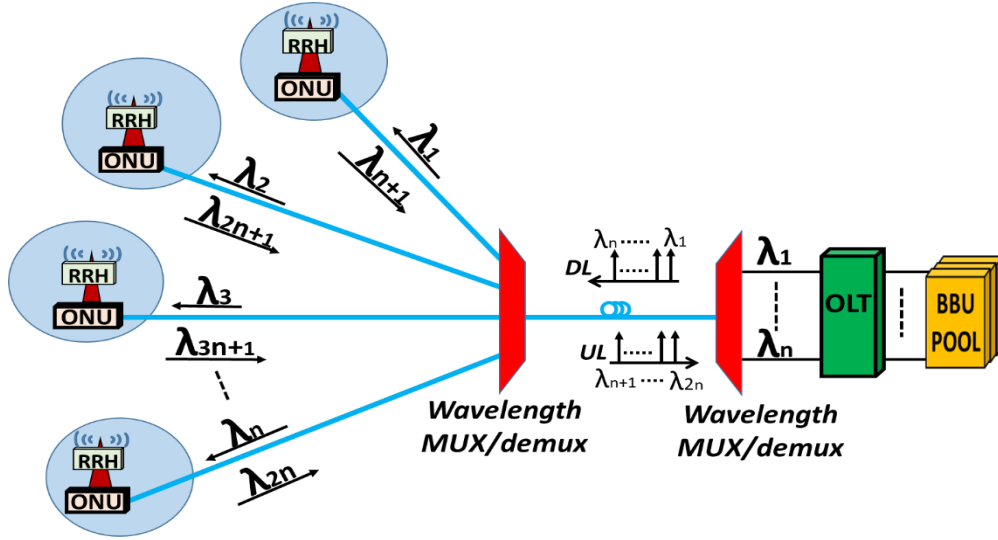 RRH
ONU
λ1
λn+1
RRH
ONU
λ2
λ2n+1
RRH
ONU
λ3
λ3n+1
RRH
ONU
λn
λ2n
λn ····· λ1
DL
UL
λn+1 ···· λ2n
Wavelength
MUX/demux
Wavelength
MUX/demux
λ1
λn
OLT
BBU
POOL